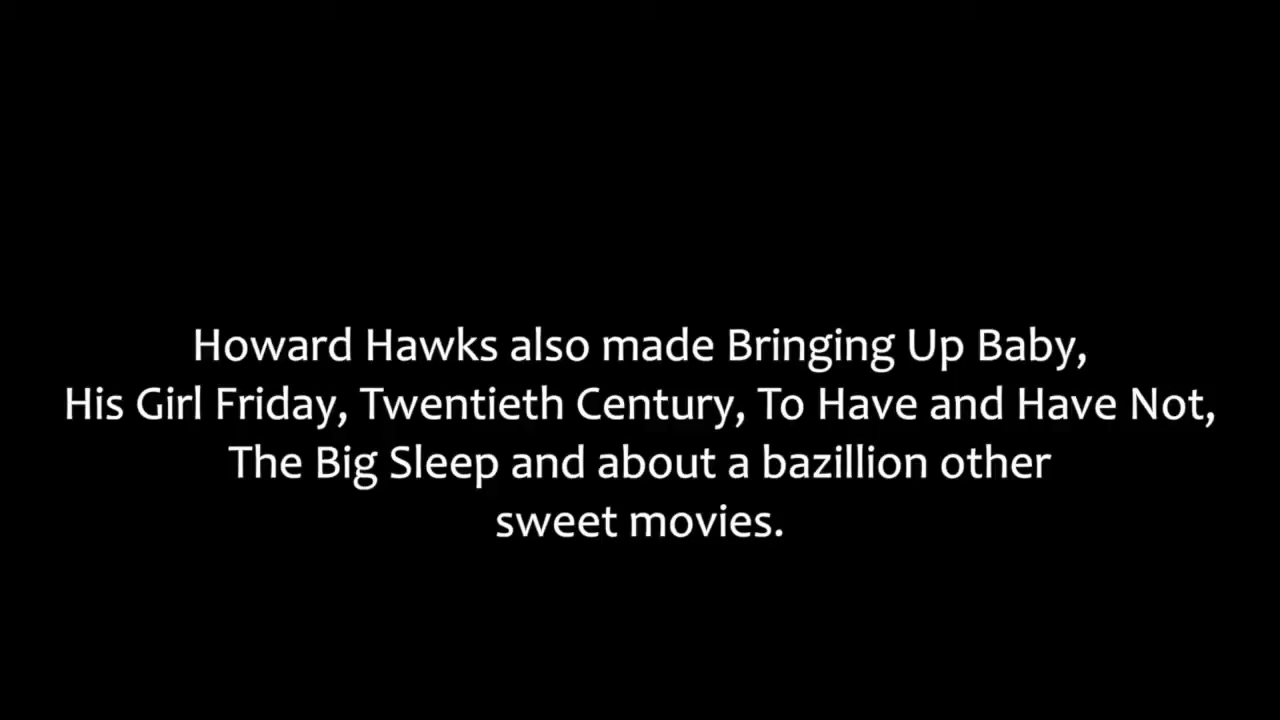 Howard Hawks also made Bringing Up Baby,
His Girl Friday, Twentieth Century, To Have and Have Not,
The Big Sleep and about a bazillion other
sweet movies.